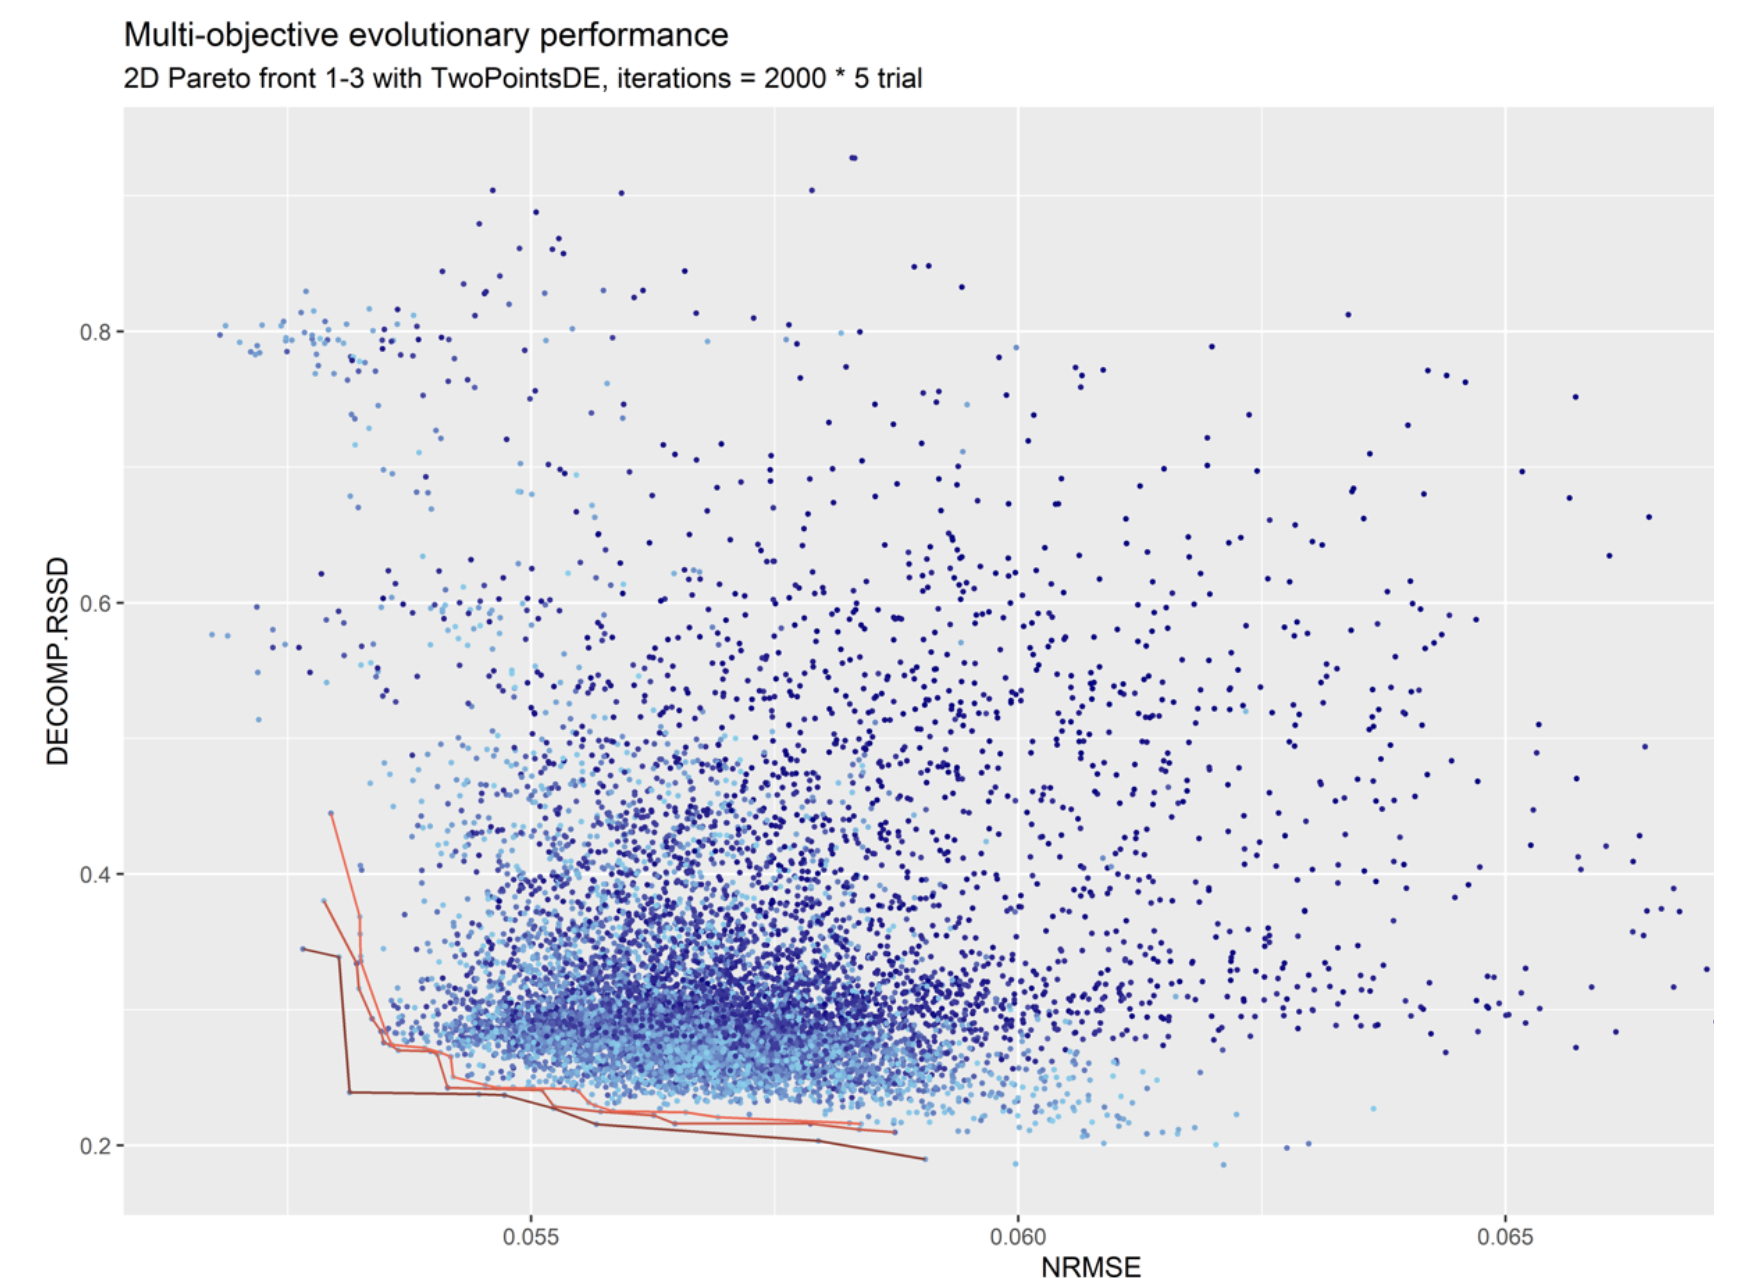 Multi-objective evolutionary performance
2D Pareto front 1-3 with TwoPointsDE, iterations = 2000 * 5 trial
DECOMP.RSSD
0.8
0.6
0.4
0.2
0.055
0.060
0.065
NRMSE